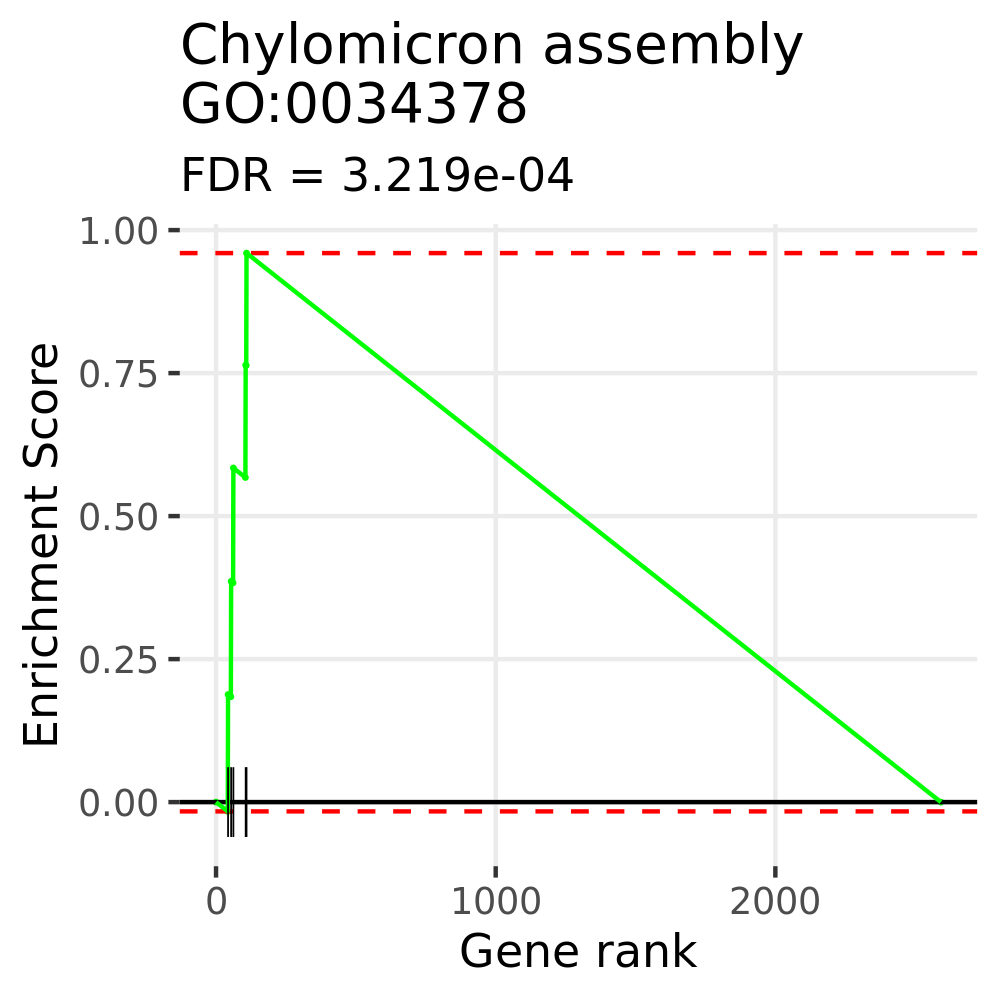 Chylomicron assembly
GO:0034378
FDR = 3.219e-04
1.00
0.75
0.50
0.25
0.00
Enrichment Score
0 1000 2000
Gene rank